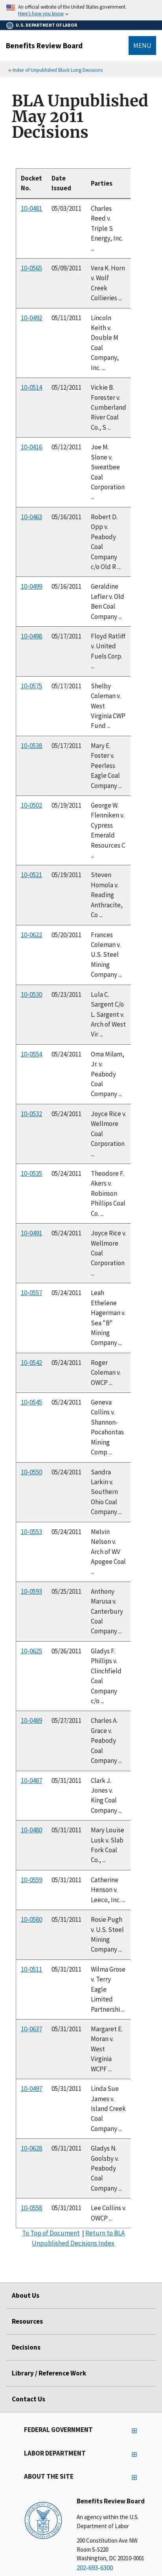 An official website of the United States government.
Here's how you know
U.S. DEPARTMENT OF LABOR
Benefits Review Board
MENU
« Index of Unpublished Black Lung Decisions
BLA Unpublished
May 2011
Decisions
Docket Date
No. Issued Parties
10-0481 05/03/2011 Charles
Reed v.
Triple S
Energy,
Inc. ...
10-0565 05/09/2011 Vera K. Horn
v. Wolf
Creek
Collieries ...
10-0492 05/11/2011 Lincoln
Keith v.
Double M
Coal
Company,
Inc. ...
10-0514 05/12/2011 Vickie B.
Forester v.
Cumberland
River Coal
Co., S ...
10-0416 05/12/2011 Joe M.
Slone v.
Sweatbee
Coal
Corporation
...
10-0463 05/16/2011 Robert D.
Opp v.
Peabody
Coal
Company
c/o Old R ...
10-0499 05/16/2011 Geraldine
Lefler v. Old
Ben Coal
Company ...
10-0498 05/17/2011 Floyd Ratliff
v. United
Fuels Corp.
...
10-0575 05/17/2011 Shelby
Coleman v.
West
Virginia CWP
Fund ...
10-0538 05/17/2011 Mary E.
Foster v.
Peerless
Eagle Coal
Company ...
10-0502 05/19/2011 George W.
Flenniken v.
Cypress
Emerald
Resources C
...
10-0521 05/19/2011 Steven
Homola v.
Reading
Anthracite,
Co ...
10-0622 05/20/2011 Frances
Coleman v.
U.S. Steel
Mining
Company ...
10-0530 05/23/2011 Lula C.
Sargent C/o
L. Sargent v.
Arch of West
Vir ...
10-0554 05/24/2011 Oma Milam,
Jr. v.
Peabody
Coal
Company ...
10-0532 05/24/2011 Joyce Rice v.
Wellmore
Coal
Corporation
...
10-0535 05/24/2011 Theodore F.
Akers v.
Robinson
Phillips Coal
Co. ...
10-0491 05/24/2011 Joyce Rice v.
Wellmore
Coal
Corporation
...
10-0557 05/24/2011 Leah
Ethelene
Hagerman v.
Sea "B"
Mining
Company ...
10-0542 05/24/2011 Roger
Coleman v.
OWCP ...
10-0545 05/24/2011 Geneva
Collins v.
Shannon-
Pocahontas
Mining
Comp ...
10-0550 05/24/2011 Sandra
Larkin v.
Southern
Ohio Coal
Company ...
10-0553 05/24/2011 Melvin
Nelson v.
Arch of WV
Apogee Coal
...
10-0593 05/25/2011 Anthony
Marusa v.
Canterbury
Coal
Company ...
10-0625 05/26/2011 Gladys F.
Phillips v.
Clinchfield
Coal
Company
c/o ...
10-0489 05/27/2011 Charles A.
Grace v.
Peabody
Coal
Company ...
10-0487 05/31/2011 Clark J.
Jones v.
King Coal
Company ...
10-0480 05/31/2011 Mary Louise
Lusk v. Slab
Fork Coal
Co., ...
10-0559 05/31/2011 Catherine
Henson v.
Leeco, Inc. ...
10-0580 05/31/2011 Rosie Pugh
v. U.S. Steel
Mining
Company ...
10-0511 05/31/2011 Wilma Grose
v. Terry
Eagle
Limited
Partnershi ...
10-0637 05/31/2011 Margaret E.
Moran v.
West
Virginia
WCPF ...
10-0497 05/31/2011 Linda Sue
James v.
Island Creek
Coal
Company ...
10-0628 05/31/2011 Gladys N.
Goolsby v.
Peabody
Coal
Company ...
10-0558 05/31/2011 Lee Collins v.
OWCP ...
To Top of Document | Return to BLA
Unpublished Decisions Index
About Us
Resources
Decisions
Library / Reference Work
Contact Us
FEDERAL GOVERNMENT
LABOR DEPARTMENT
ABOUT THE SITE
Benefits Review Board
An agency within the U.S.
Department of Labor
200 Constitution Ave NW
Room S-5220
Washington, DC 20210-0001
202-693-6300